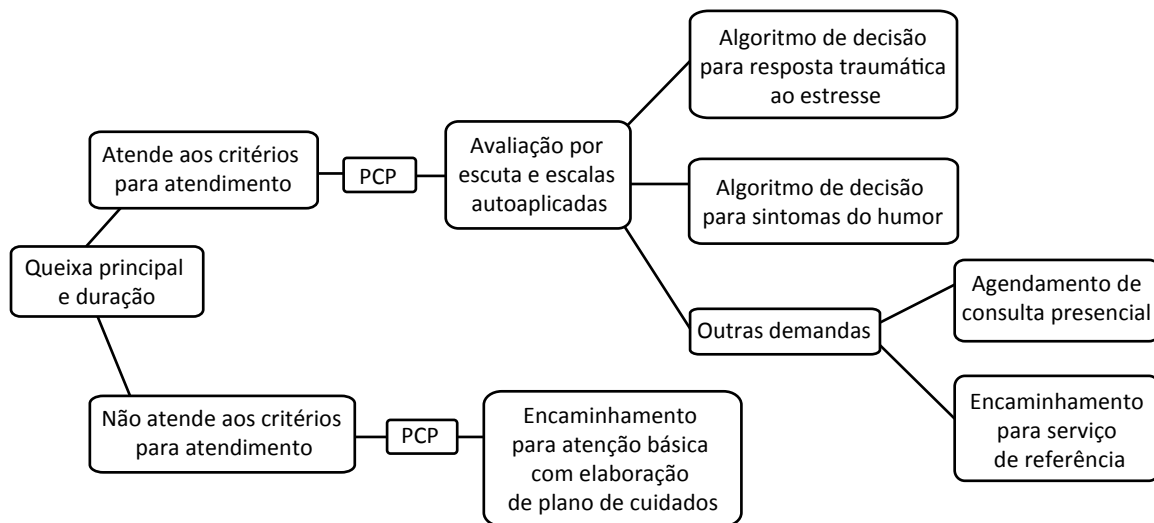 Queixa principal
e duração
Atende aos critérios
para atendimento
PCP
Avaliação por
escuta e escalas
autoaplicadas
Algoritmo de decisão
para resposta traumática
ao estresse
Algoritmo de decisão
para sintomas do humor
Outras demandas
Agendamento de
consulta presencial
Encaminhamento
para serviço
de referência
Não atende aos critérios
para atendimento
PCP
Encaminhamento
para atenção básica
com elaboração
de plano de cuidados